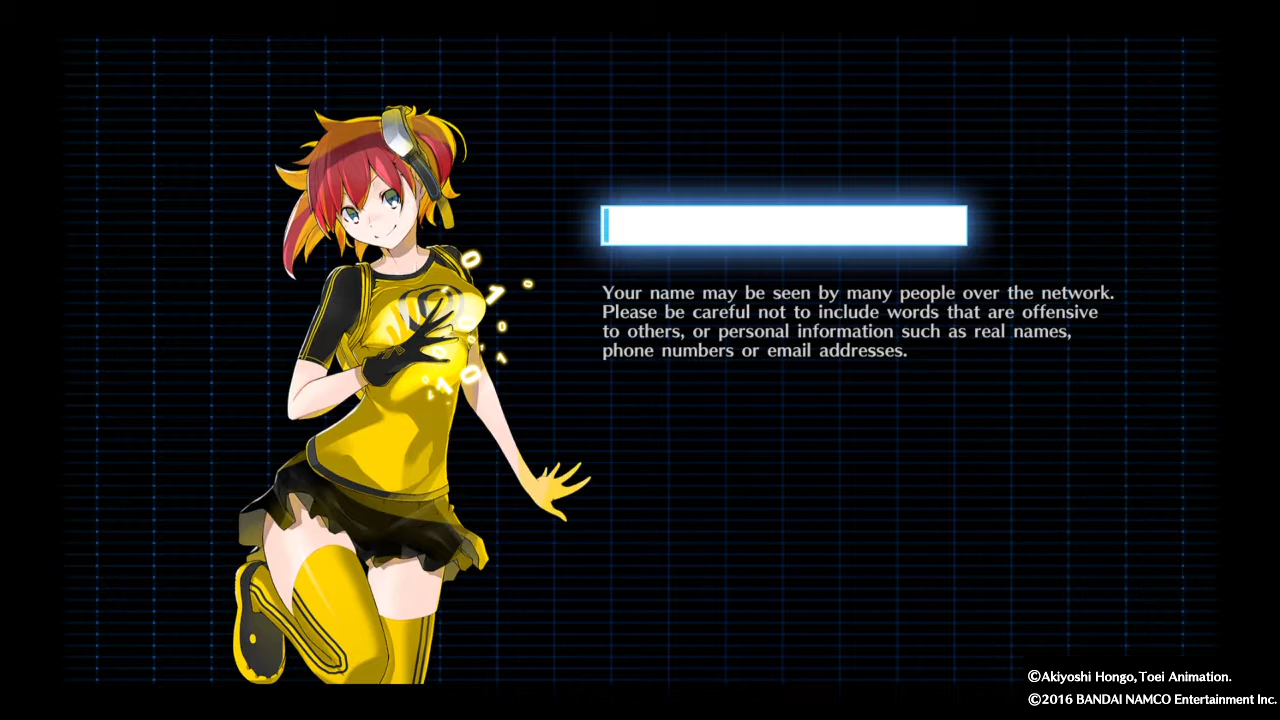 Your name may be seen by many people over the network.
Please be careful not to include words that are offensive
to others, or personal information such as real names,
phone numbers or email addresses.
©Akiyoshi Hongo, Toei Animation.
©2016 BANDAI NAMCO Entertainment Inc.